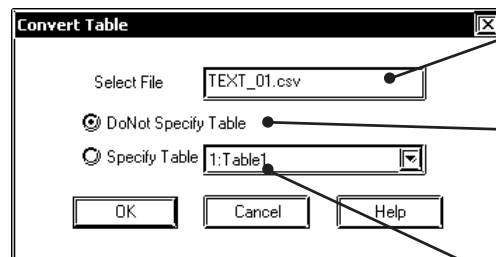 Convert Table
Select File TEXT_01.csv
DoNot Specify Table
Specify Table 1:Table1
OK Cancel Help